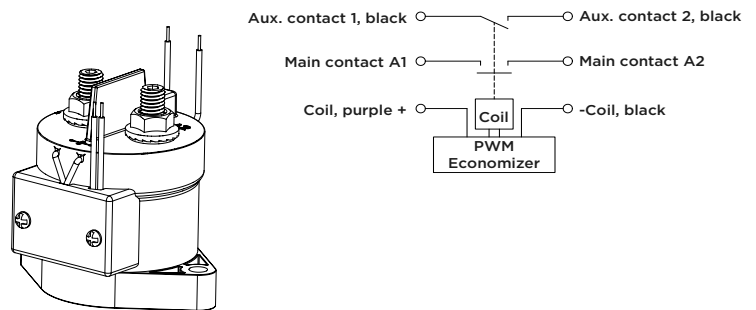 Aux. contact 1, black
Aux. contact 2, black
Main contact A1
Main contact A2
Coil, purple +
Coil
-Coil, black
PWM
Economizer